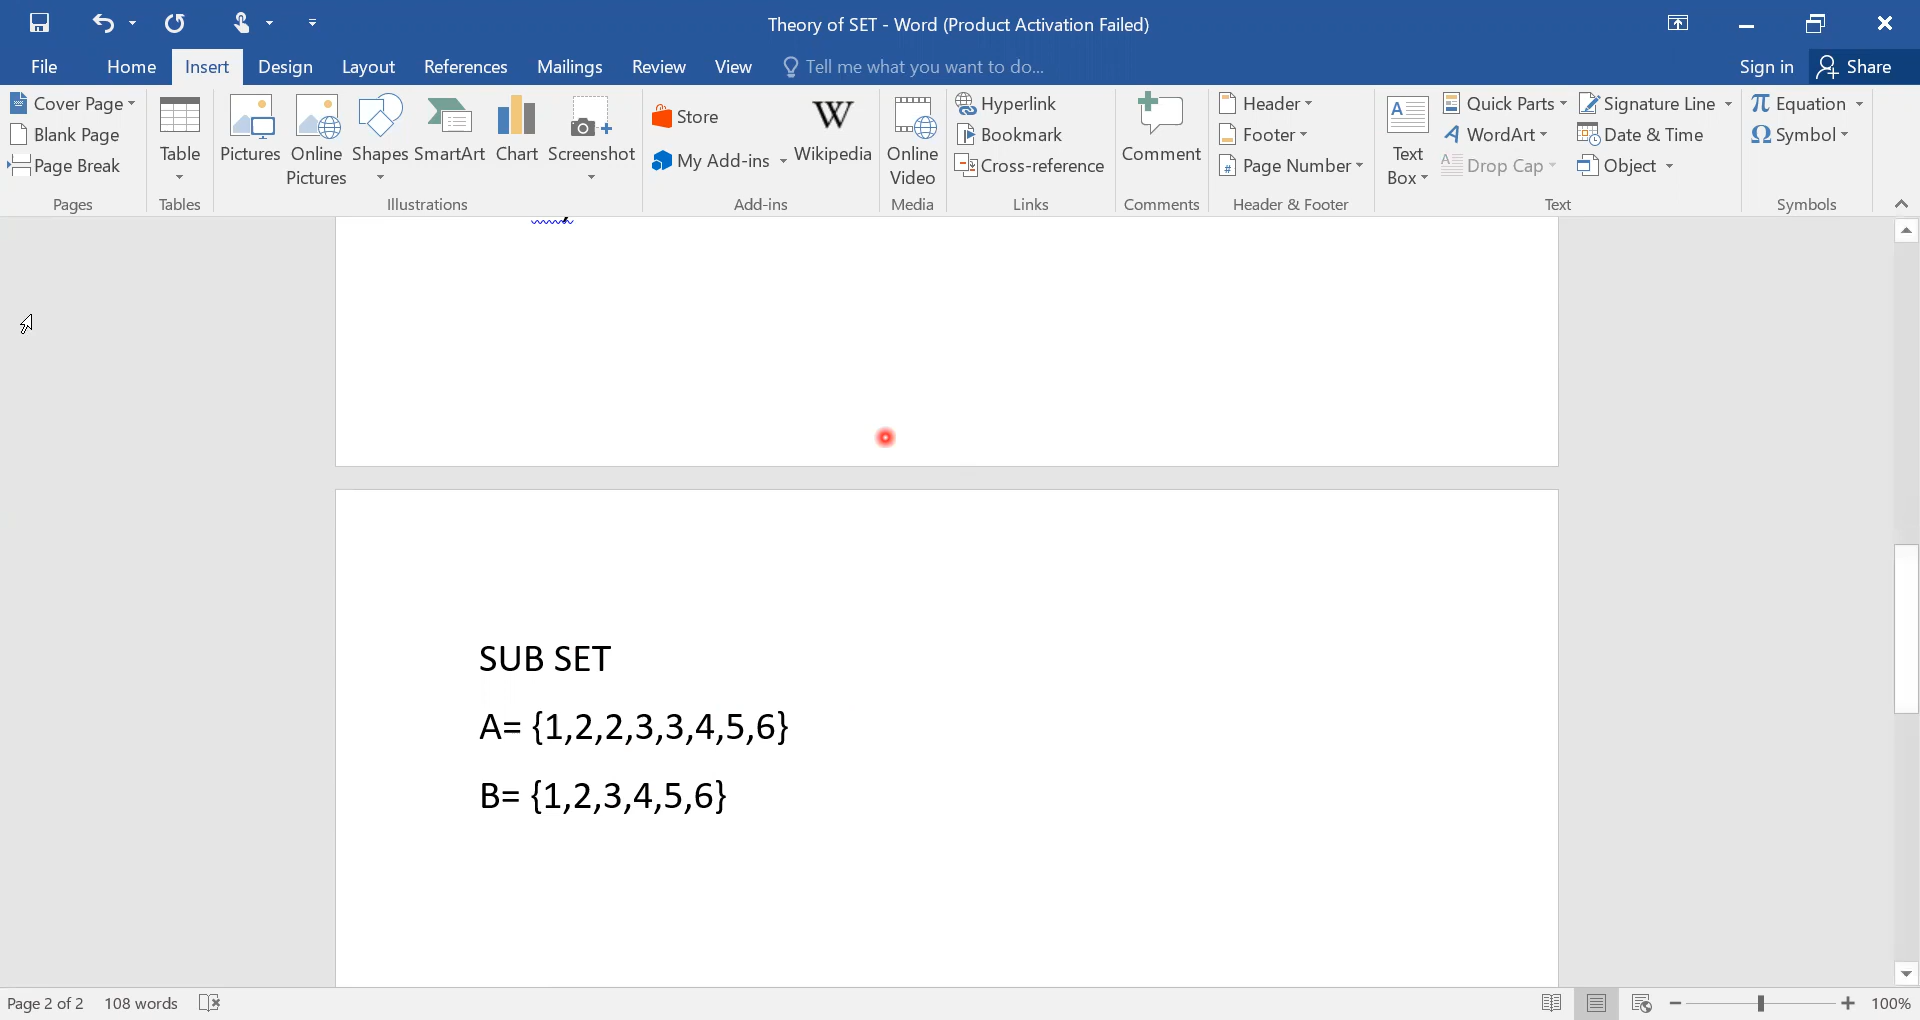 Theory of SET - Word (Product Activation Failed)
File Home Insert Design Layout References Mailings Review View Tell me what you want to do... Sign in Share
Cover Page
Blank Page
Page Break
Pages
Table
Tables
Pictures
Online Pictures
Shapes
SmartArt
Chart
Screenshot
Illustrations
Store
My Add-ins
Wikipedia
Add-ins
Online Video
Media
Hyperlink
Bookmark
Cross-reference
Links
Comment
Comments
Header
Footer
Page Number
Header & Footer
Text Box
Quick Parts
WordArt
Drop Cap
Signature Line
Date & Time
Object
Text
Equation
Symbol
Symbols
SUB SET
A= {1,2,2,3,3,4,5,6}
B= {1,2,3,4,5,6}
Page 2 of 2 108 words 100%